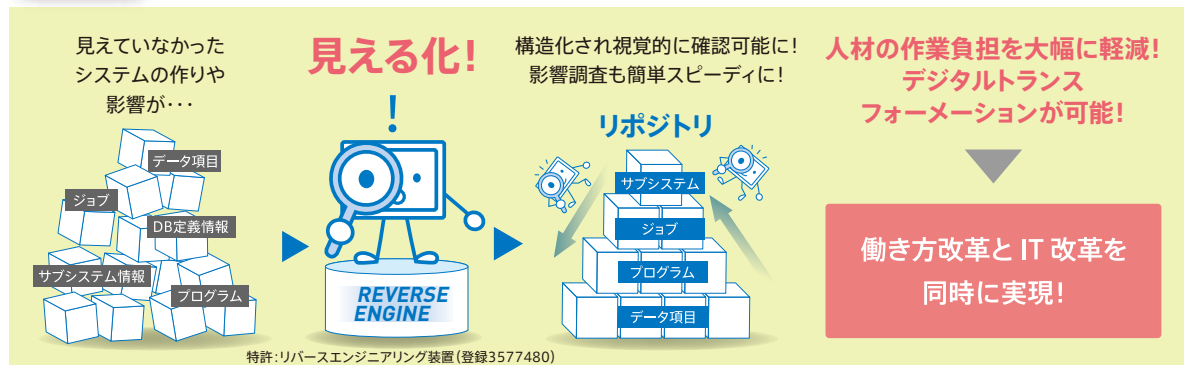 見えていなかった
システムの作りや
影響が・・・
データ項目
ジョブ
DB定義情報
サブシステム情報
プログラム
見える化!
!
REVERSE
ENGINE
特許:リバースエンジニアリング装置(登録3577480)
構造化され視覚的に確認可能に!
影響調査も簡単スピーディに!
リポジトリ
サブシステム
ジョブ
プログラム
データ項目
人材の作業負担を大幅に軽減!
デジタルトランス
フォーメーションが可能!
働き方改革とIT改革を
同時に実現!